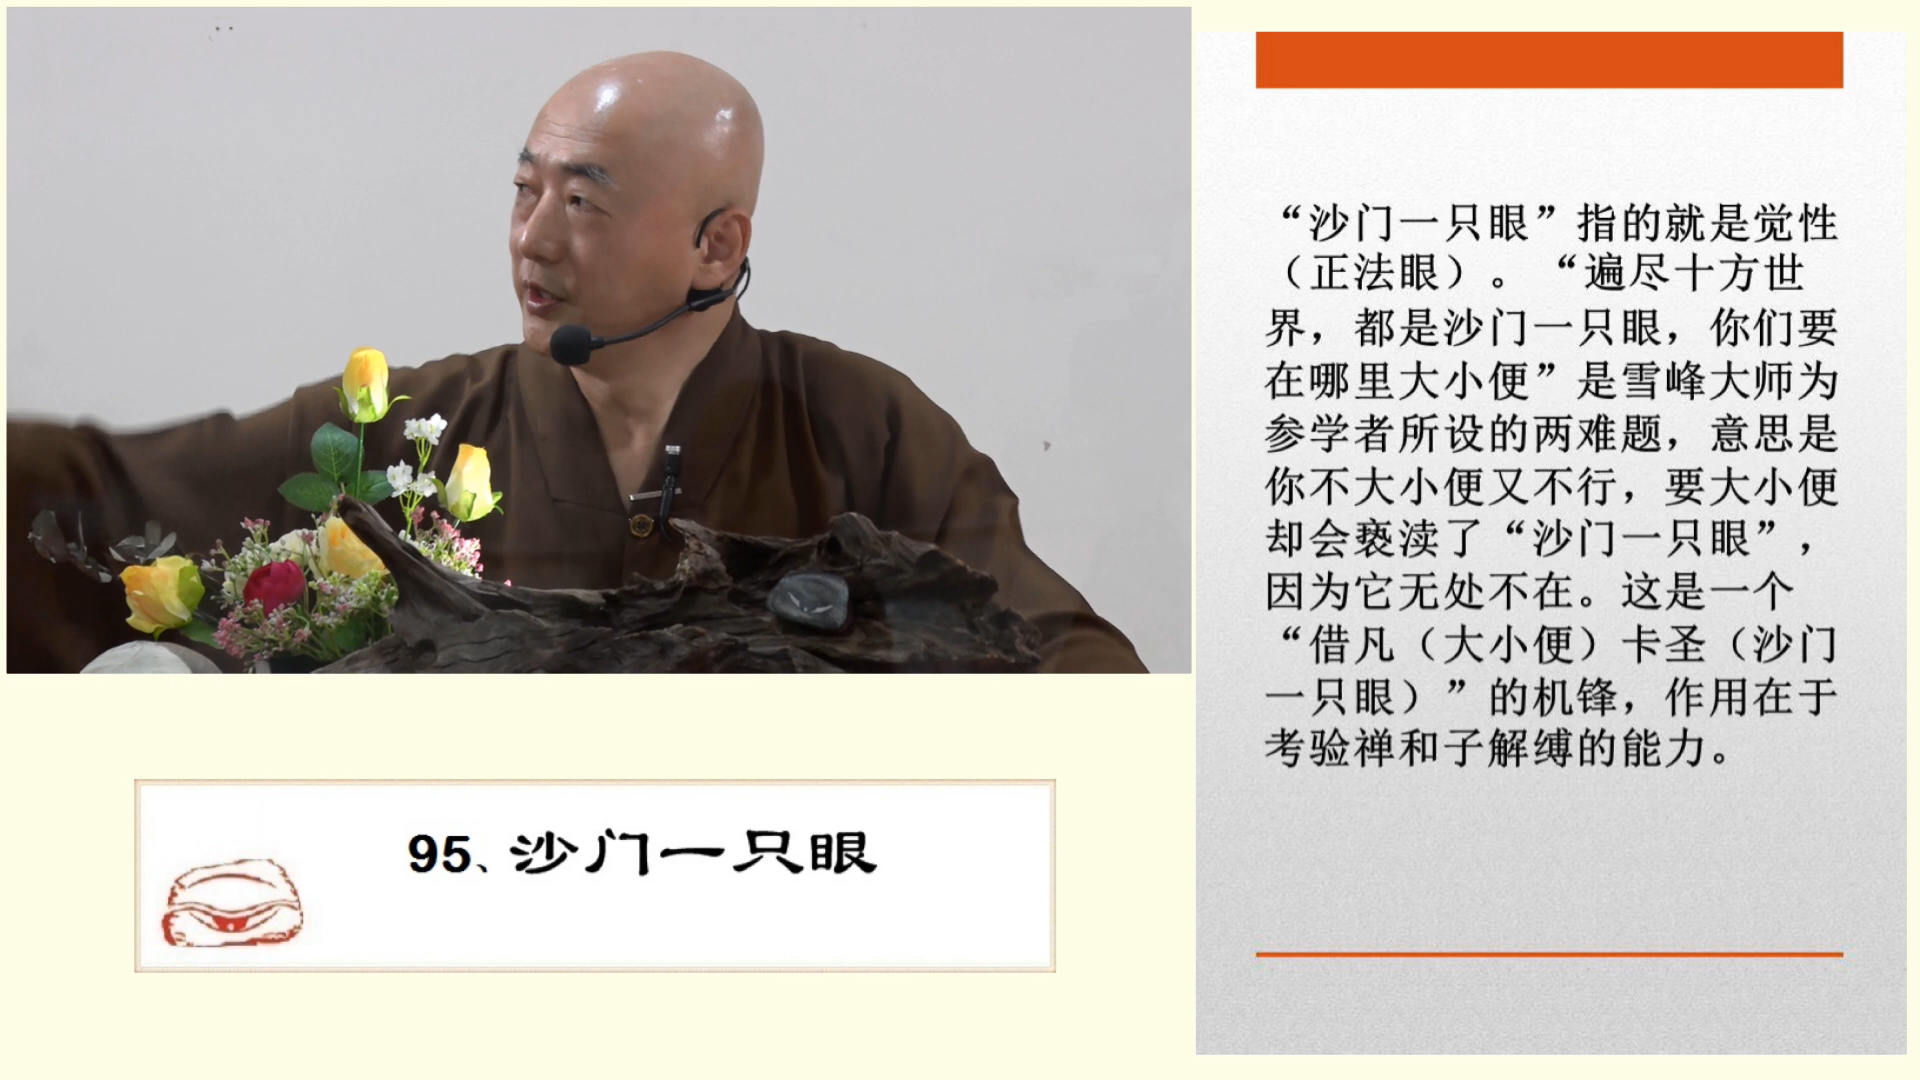 95、沙门一只眼
“沙门一只眼”指的就是觉性
（正法眼）。“遍尽十方世
界，都是沙门一只眼，你们要
在哪里大小便”是雪峰大师为
参学者所设的两难题，意思是
你不大小便又不行，要大小便
却会亵渎了“沙门一只眼”，
因为它无处不在。这是一个
“借凡（大小便）卡圣（沙门
一只眼）”的机锋，作用在于
考验禅和子解缚的能力。